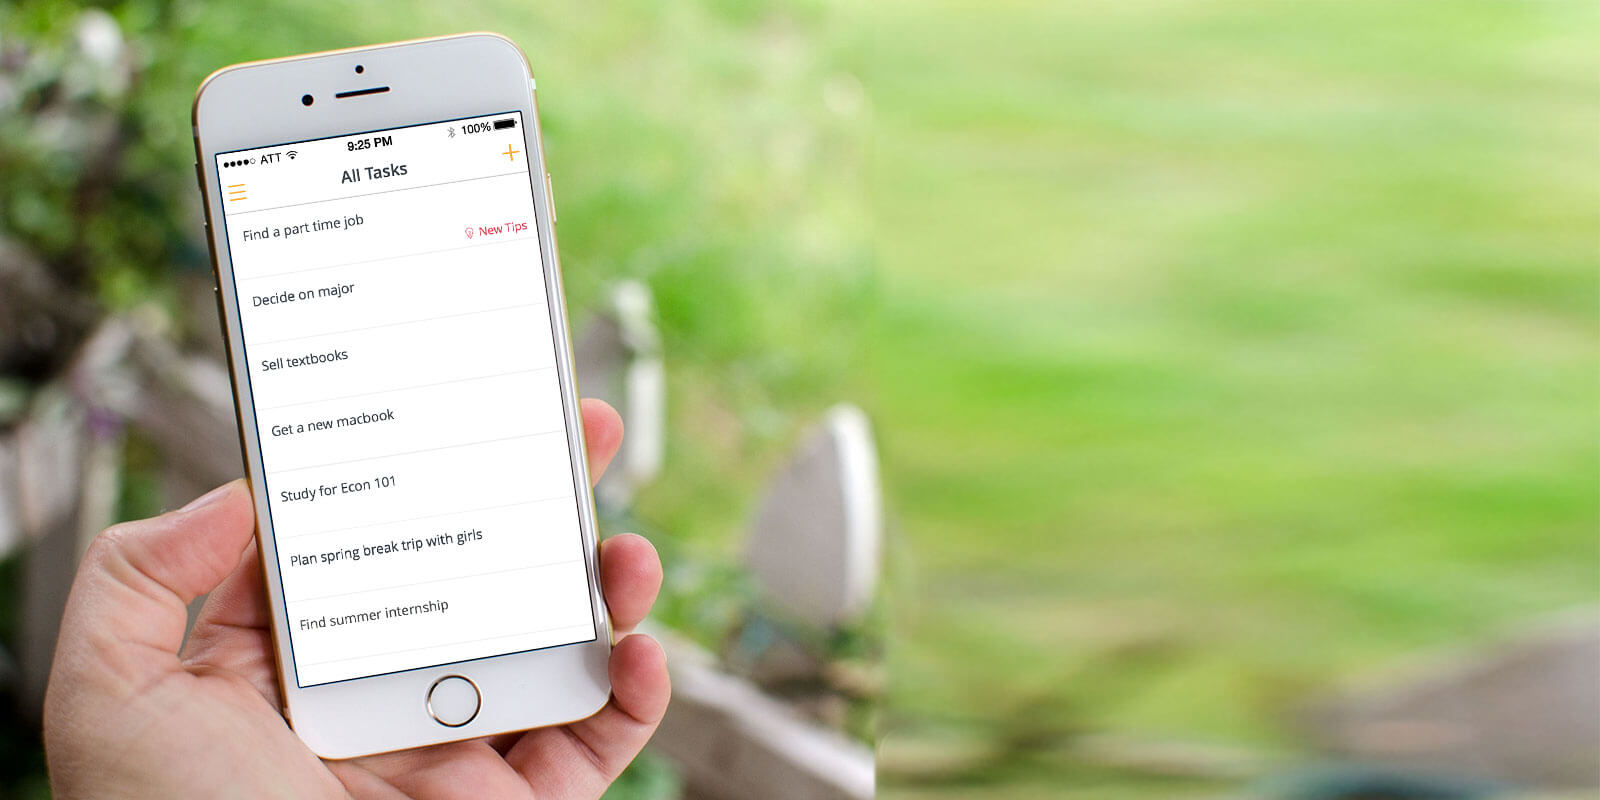 ATT 9:25 PM 100%
All Tasks
Find a part time job
New Tips
Decide on major
Sell textbooks
Get a new macbook
Study for Econ 101
Plan spring break trip with girls
Find summer internship